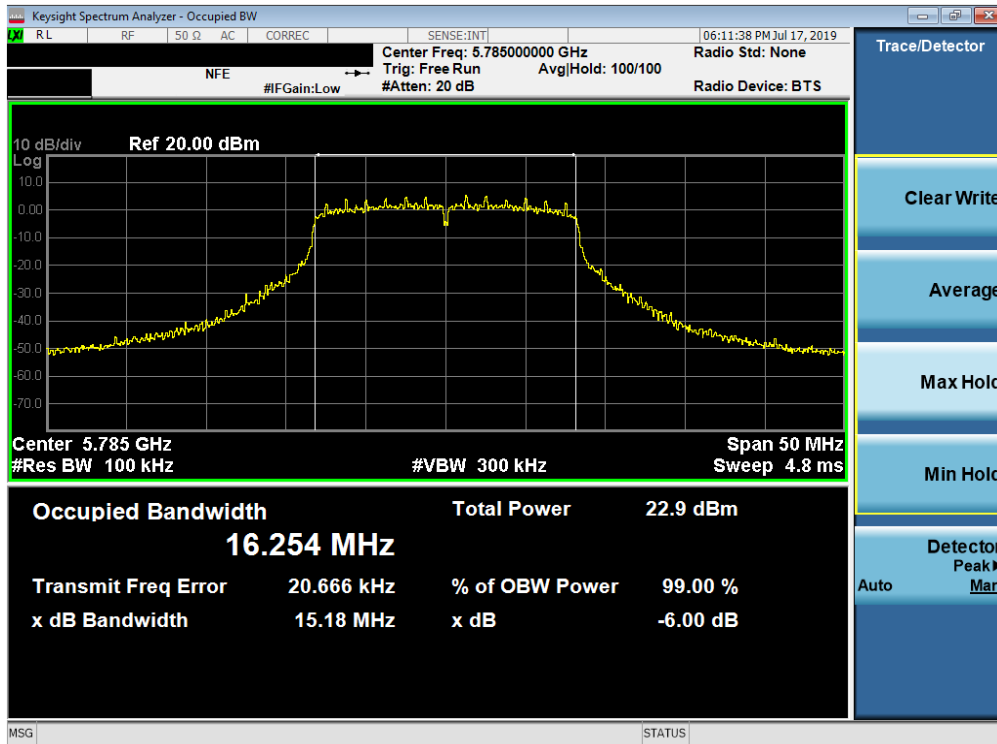 Keysight Spectrum Analyzer - Occupied BW
LXI RL RF 50 Ω AC CORREC SENSE:INT 06:11:38 PM Jul 17, 2019
Center Freq: 5.785000000 GHz Radio Std: None
NFE Trig: Free Run Avg|Hold: 100/100
#IFGain:Low #Atten: 20 dB Radio Device: BTS
10 dB/div Ref 20.00 dBm
Log
10.0
0.00
-10.0
-20.0
-30.0
-40.0
-50.0
-60.0
-70.0
Center 5.785 GHz Span 50 MHz
#Res BW 100 kHz #VBW 300 kHz Sweep 4.8 ms
Occupied Bandwidth Total Power 22.9 dBm
16.254 MHz
Transmit Freq Error 20.666 kHz % of OBW Power 99.00 %
x dB Bandwidth 15.18 MHz x dB -6.00 dB
Trace/Detector
Clear Write
Average
Max Hold
Min Hold
Detector
Peak
Auto Man
MSG STATUS